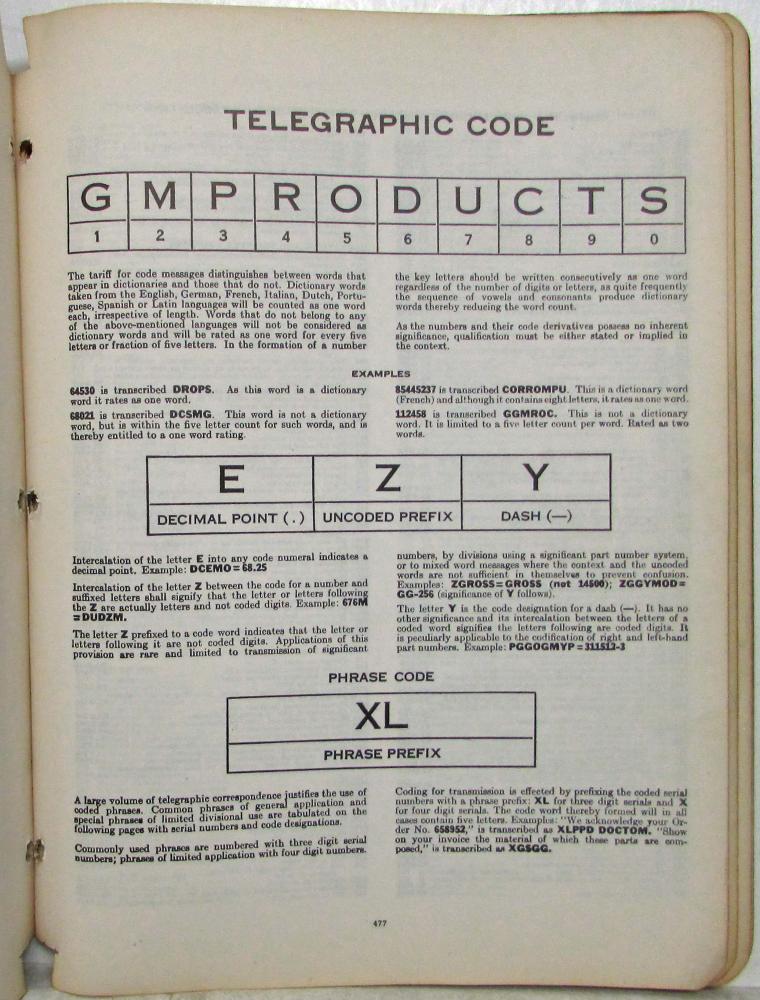 TELEGRAPHIC CODE
G M P R O D U C T S
1 2 3 4 5 6 7 8 9 0
The tariff for code messages distinguishes between words that
appear in dictionaries and those that do not. Dictionary words
taken from the English, German, French, Italian, Dutch, Portu-
guese, Spanish or Latin languages will be counted as one word
each, irrespective of length. Words that do not belong to any
of the above-mentioned languages will not be considered as
dictionary words and will be rated as one word for every five
letters or fraction of five letters. In the formation of a number
the key letters should be written consecutively as one word
regardless of the number of digits or letters, as quite frequently
the sequence of vowels and consonants produce dictionary
words thereby reducing the word count.
As the numbers and their code derivatives possess no inherent
significance, qualification must be either stated or implied in
the context.
EXAMPLES
64530 is transcribed DROPS. As this word is a dictionary
word it rates as one word.
68021 is transcribed DCSMG. This word is not a dictionary
word, but is within the five letter count for such words, and is
thereby entitled to a one word rating.
85445237 is transcribed CORROMPU. This is a dictionary word
(French) and although it contains eight letters, it rates as one word.
112458 is transcribed GGMROC. This is not a dictionary
word. It is limited to a five letter count per word. Rated as two
words.
E Z Y
DECIMAL POINT (.) UNCODED PREFIX DASH (—)
Intercalation of the letter E into any code numeral indicates a
decimal point. Example: DCEMO=68.25
Intercalation of the letter Z between the code for a number and
suffixed letters shall signify that the letter or letters following
the Z are actually letters and not coded digits. Example: 676M
=DUDZM.
The letter Z prefixed to a code word indicates that the letter or
letters following it are not coded digits. Applications of this
provision are rare and limited to transmission of significant
numbers, by divisions using a significant part number system,
or to mixed word messages where the context and the uncoded
words are not sufficient in themselves to prevent confusion.
Examples: ZGROSS=GROSS (not 14500); ZGGYMOD=
GG-256 (significance of Y follows).
The letter Y is the code designation for a dash (—). It has no
other significance and its intercalation between the letters of a
coded word signifies the letters following are coded digits. It
is peculiarly applicable to the codification of right and left-hand
part numbers. Example: PGGOGMYP=311512-3
PHRASE CODE
XL
PHRASE PREFIX
A large volume of telegraphic correspondence justifies the use of
coded phrases. Common phrases of general application and
special phrases of limited divisional use are tabulated on the
following pages with serial numbers and code designations.
Commonly used phrases are numbered with three digit serial
numbers; phrases of limited application with four digit numbers.
Coding for transmission is effected by prefixing the coded serial
numbers with a phrase prefix: XL for three digit serials and X
for four digit serials. The code word thereby formed will in all
cases contain five letters. Examples: "We acknowledge your Or-
der No. 658952," is transcribed as XLPPD DOCTOM. "Show
on your invoice the material of which these parts are com-
posed," is transcribed as XGSGG.
477